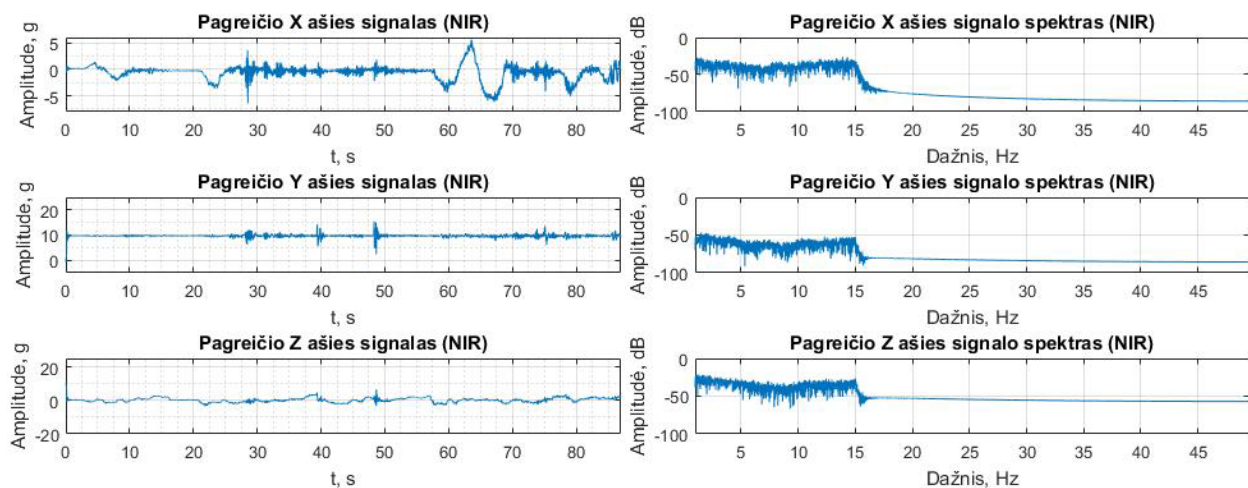 Pagreičio X ašies signalas (NIR)
Amplitudė, g
5
0
-5
0 10 20 30 40 50 60 70 80
t, s
Pagreičio X ašies signalo spektras (NIR)
Amplitudė, dB
0
-50
-100
5 10 15 20 25 30 35 40 45
Dažnis, Hz
Pagreičio Y ašies signalas (NIR)
Amplitudė, g
20
10
0
0 10 20 30 40 50 60 70 80
t, s
Pagreičio Y ašies signalo spektras (NIR)
Amplitudė, dB
0
-50
-100
5 10 15 20 25 30 35 40 45
Dažnis, Hz
Pagreičio Z ašies signalas (NIR)
Amplitudė, g
20
0
-20
0 10 20 30 40 50 60 70 80
t, s
Pagreičio Z ašies signalo spektras (NIR)
Amplitudė, dB
0
-50
-100
5 10 15 20 25 30 35 40 45
Dažnis, Hz